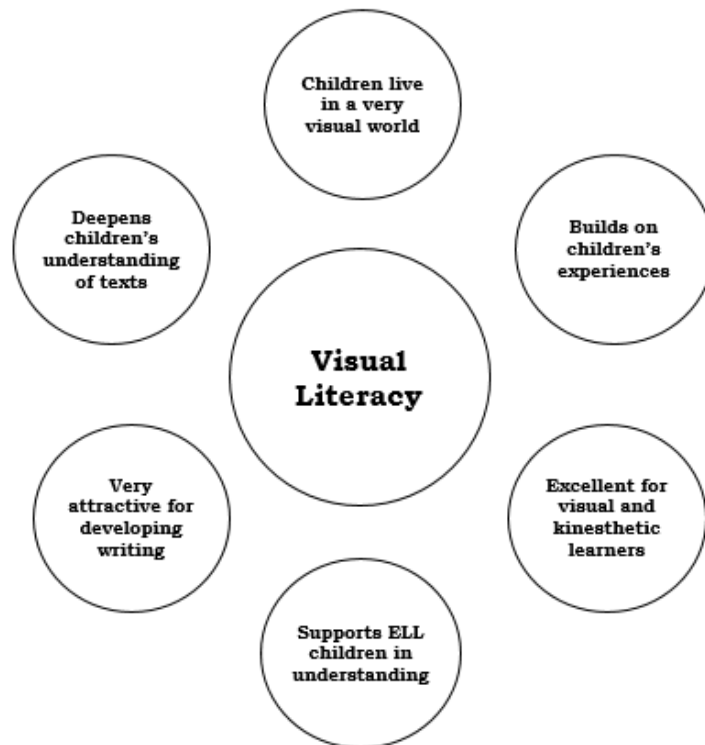 Children live
in a very
visual world
Deepens
children's
understanding
of texts
Builds on
children's
experiences
Visual
Literacy
Very
attractive for
developing
writing
Excellent for
visual and
kinesthetic
learners
Supports ELL
children in
understanding